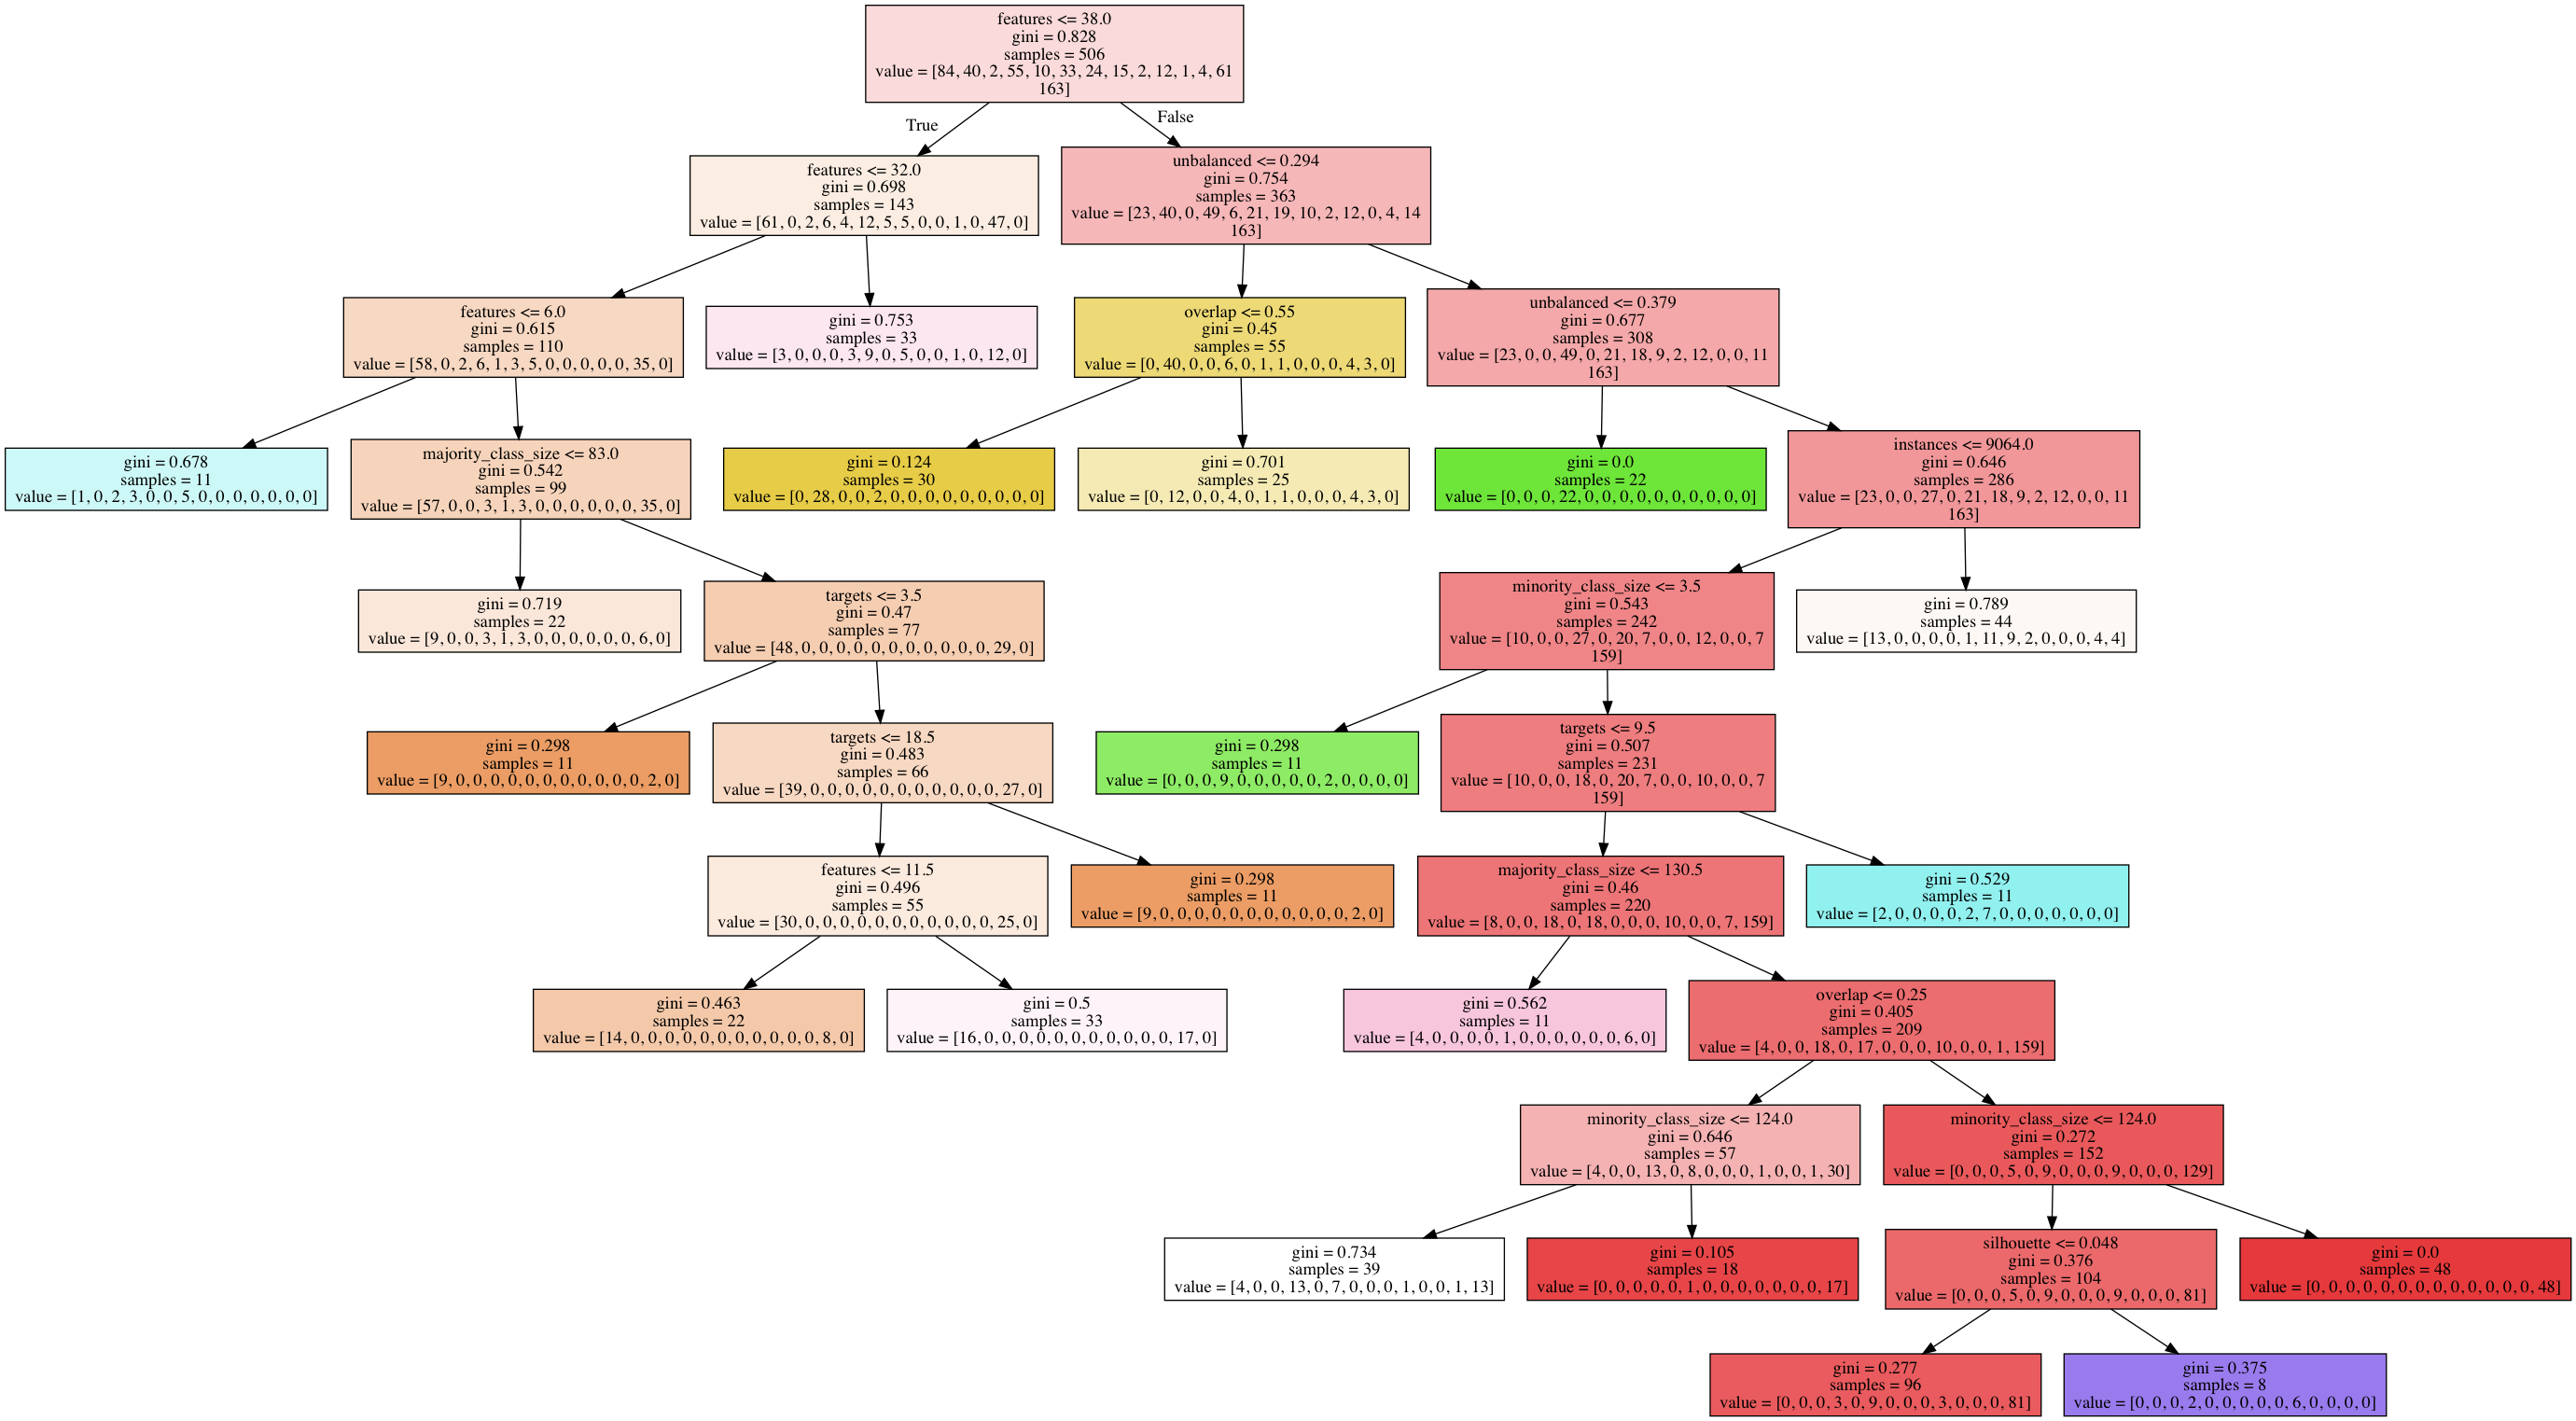 features <= 38.0
gini = 0.828
samples = 506
value = [84, 40, 2, 55, 10, 33, 24, 15, 2, 12, 1, 4, 61
163]
True
False
features <= 32.0
gini = 0.698
samples = 143
value = [61, 0, 2, 6, 4, 12, 5, 5, 0, 0, 1, 0, 47, 0]
unbalanced <= 0.294
gini = 0.754
samples = 363
value = [23, 40, 0, 49, 6, 21, 19, 10, 2, 12, 0, 4, 14
163]
features <= 6.0
gini = 0.615
samples = 110
value = [58, 0, 2, 6, 1, 3, 5, 0, 0, 0, 0, 0, 35, 0]
gini = 0.753
samples = 33
value = [3, 0, 0, 0, 3, 9, 0, 5, 0, 0, 1, 0, 12, 0]
overlap <= 0.55
gini = 0.45
samples = 55
value = [0, 40, 0, 0, 6, 0, 1, 1, 0, 0, 0, 4, 3, 0]
unbalanced <= 0.379
gini = 0.677
samples = 308
value = [23, 0, 0, 49, 0, 21, 18, 9, 2, 12, 0, 0, 11
163]
gini = 0.678
samples = 11
value = [1, 0, 2, 3, 0, 0, 5, 0, 0, 0, 0, 0, 0, 0]
majority_class_size <= 83.0
gini = 0.542
samples = 99
value = [57, 0, 0, 3, 1, 3, 0, 0, 0, 0, 0, 0, 35, 0]
gini = 0.124
samples = 30
value = [0, 28, 0, 0, 2, 0, 0, 0, 0, 0, 0, 0, 0, 0]
gini = 0.701
samples = 25
value = [0, 12, 0, 0, 4, 0, 1, 1, 0, 0, 0, 4, 3, 0]
gini = 0.0
samples = 22
value = [0, 0, 0, 22, 0, 0, 0, 0, 0, 0, 0, 0, 0, 0]
instances <= 9064.0
gini = 0.646
samples = 286
value = [23, 0, 0, 27, 0, 21, 18, 9, 2, 12, 0, 0, 11
163]
gini = 0.719
samples = 22
value = [9, 0, 0, 3, 1, 3, 0, 0, 0, 0, 0, 0, 6, 0]
targets <= 3.5
gini = 0.47
samples = 77
value = [48, 0, 0, 0, 0, 0, 0, 0, 0, 0, 0, 0, 29, 0]
minority_class_size <= 3.5
gini = 0.543
samples = 242
value = [10, 0, 0, 27, 0, 20, 7, 0, 0, 12, 0, 0, 7
159]
gini = 0.789
samples = 44
value = [13, 0, 0, 0, 0, 1, 11, 9, 2, 0, 0, 0, 4, 4]
gini = 0.298
samples = 11
value = [9, 0, 0, 0, 0, 0, 0, 0, 0, 0, 0, 0, 2, 0]
targets <= 18.5
gini = 0.483
samples = 66
value = [39, 0, 0, 0, 0, 0, 0, 0, 0, 0, 0, 0, 27, 0]
gini = 0.298
samples = 11
value = [0, 0, 0, 9, 0, 0, 0, 0, 0, 2, 0, 0, 0, 0]
targets <= 9.5
gini = 0.507
samples = 231
value = [10, 0, 0, 18, 0, 20, 7, 0, 0, 10, 0, 0, 7
159]
features <= 11.5
gini = 0.496
samples = 55
value = [30, 0, 0, 0, 0, 0, 0, 0, 0, 0, 0, 0, 25, 0]
gini = 0.298
samples = 11
value = [9, 0, 0, 0, 0, 0, 0, 0, 0, 0, 0, 0, 2, 0]
majority_class_size <= 130.5
gini = 0.46
samples = 220
value = [8, 0, 0, 18, 0, 18, 0, 0, 0, 10, 0, 0, 7, 159]
gini = 0.529
samples = 11
value = [2, 0, 0, 0, 0, 2, 7, 0, 0, 0, 0, 0, 0, 0]
gini = 0.463
samples = 22
value = [14, 0, 0, 0, 0, 0, 0, 0, 0, 0, 0, 0, 8, 0]
gini = 0.5
samples = 33
value = [16, 0, 0, 0, 0, 0, 0, 0, 0, 0, 0, 0, 17, 0]
gini = 0.562
samples = 11
value = [4, 0, 0, 0, 0, 1, 0, 0, 0, 0, 0, 0, 6, 0]
overlap <= 0.25
gini = 0.405
samples = 209
value = [4, 0, 0, 18, 0, 17, 0, 0, 0, 10, 0, 0, 1, 159]
minority_class_size <= 124.0
gini = 0.646
samples = 57
value = [4, 0, 0, 13, 0, 8, 0, 0, 0, 1, 0, 0, 1, 30]
minority_class_size <= 124.0
gini = 0.272
samples = 152
value = [0, 0, 0, 5, 0, 9, 0, 0, 0, 9, 0, 0, 0, 129]
gini = 0.734
samples = 39
value = [4, 0, 0, 13, 0, 7, 0, 0, 0, 1, 0, 0, 1, 13]
gini = 0.105
samples = 18
value = [0, 0, 0, 0, 0, 1, 0, 0, 0, 0, 0, 0, 0, 17]
silhouette <= 0.048
gini = 0.376
samples = 104
value = [0, 0, 0, 5, 0, 9, 0, 0, 0, 9, 0, 0, 0, 81]
gini = 0.0
samples = 48
value = [0, 0, 0, 0, 0, 0, 0, 0, 0, 0, 0, 0, 0, 48]
gini = 0.277
samples = 96
value = [0, 0, 0, 3, 0, 9, 0, 0, 0, 3, 0, 0, 0, 81]
gini = 0.375
samples = 8
value = [0, 0, 0, 2, 0, 0, 0, 0, 0, 6, 0, 0, 0, 0]